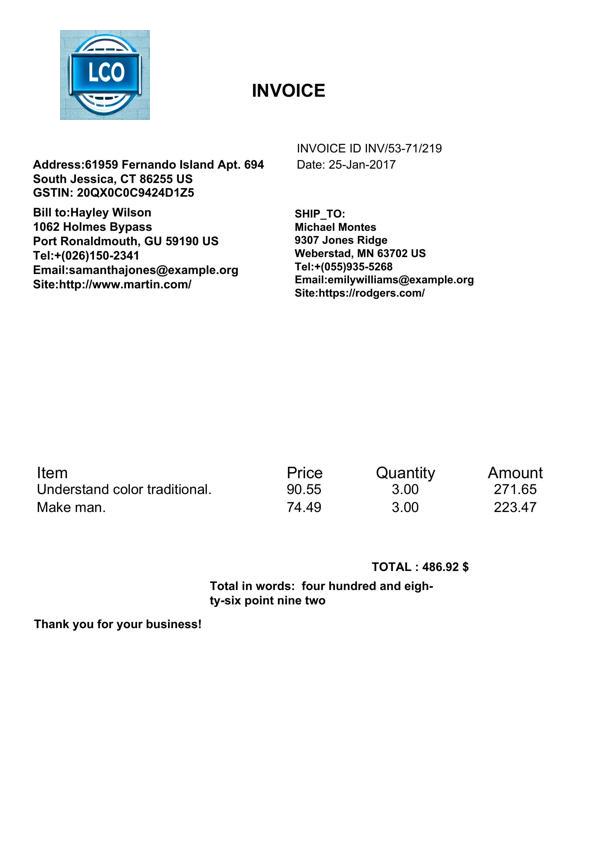 LCO
INVOICE
INVOICE ID INV/53-71/219
Date: 25-Jan-2017
Address:61959 Fernando Island Apt. 694
South Jessica, CT 86255 US
GSTIN: 20QX0C0C9424D1Z5
Bill to:Hayley Wilson
1062 Holmes Bypass
Port Ronaldmouth, GU 59190 US
Tel:+(026)150-2341
Email:samanthajones@example.org
Site:http://www.martin.com/
SHIP_TO:
Michael Montes
9307 Jones Ridge
Weberstad, MN 63702 US
Tel:+(055)935-5268
Email:emilywilliams@example.org
Site:https://rodgers.com/
Item Price Quantity Amount
Understand color traditional. 90.55 3.00 271.65
Make man. 74.49 3.00 223.47
TOTAL : 486.92 $
Total in words: four hundred and eigh-
ty-six point nine two
Thank you for your business!